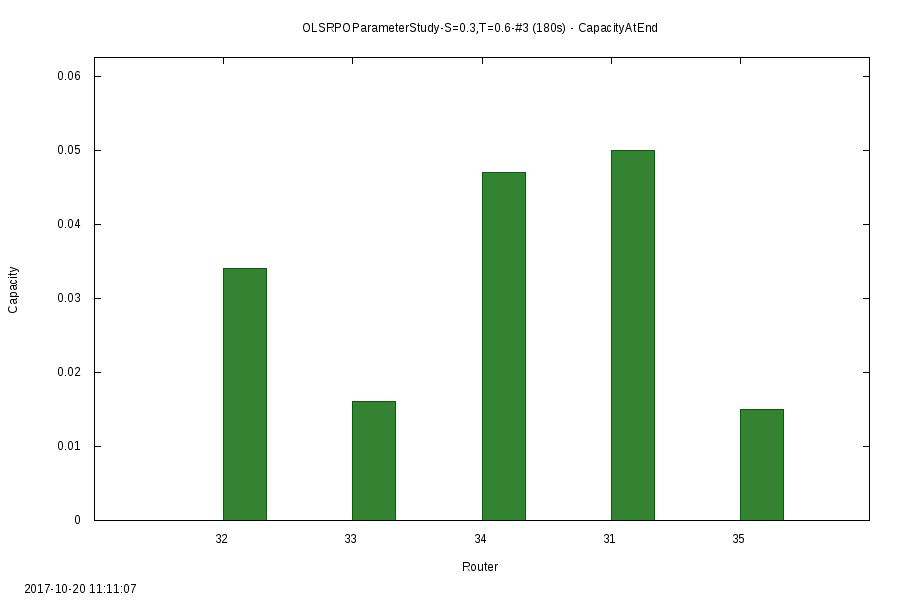 OLSRPOParameterStudy-S=0.3,T=0.6-#3 (180s) - CapacityAtEnd
0.06
0.05
0.04
0.03
0.02
0.01
0
Capacity
32 33 34 31 35
Router
2017-10-20 11:11:07